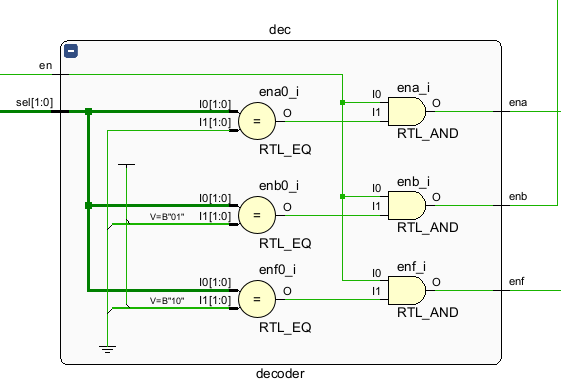 dec
en
sel[1:0]
ena0_i
I0[1:0]
I1[1:0]
O
=
RTL_EQ
ena_i
I0
I1
O
RTL_AND
ena
enb0_i
I0[1:0]
V=B"01"
I1[1:0]
O
=
RTL_EQ
enb_i
I0
I1
O
RTL_AND
enb
enf0_i
I0[1:0]
V=B"10"
I1[1:0]
O
=
RTL_EQ
enf_i
I0
I1
O
RTL_AND
enf
decoder